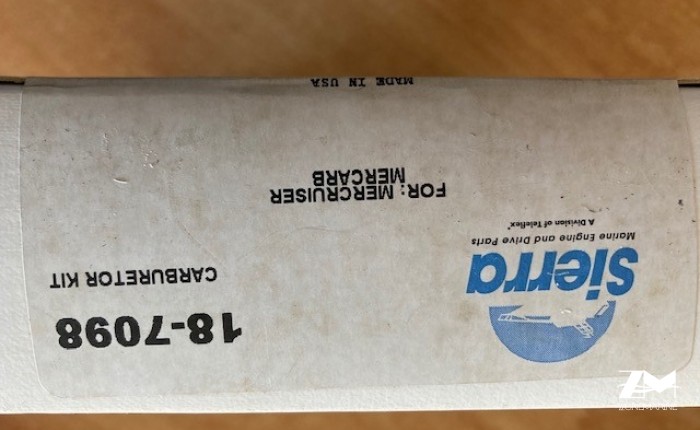 18-7098
CARBURETOR KIT
Sierra
Marine Engine and Drive Parts
A Division of Teleflex®
FOR: MERCRUISER
MERCARB
MADE IN USA
ZM